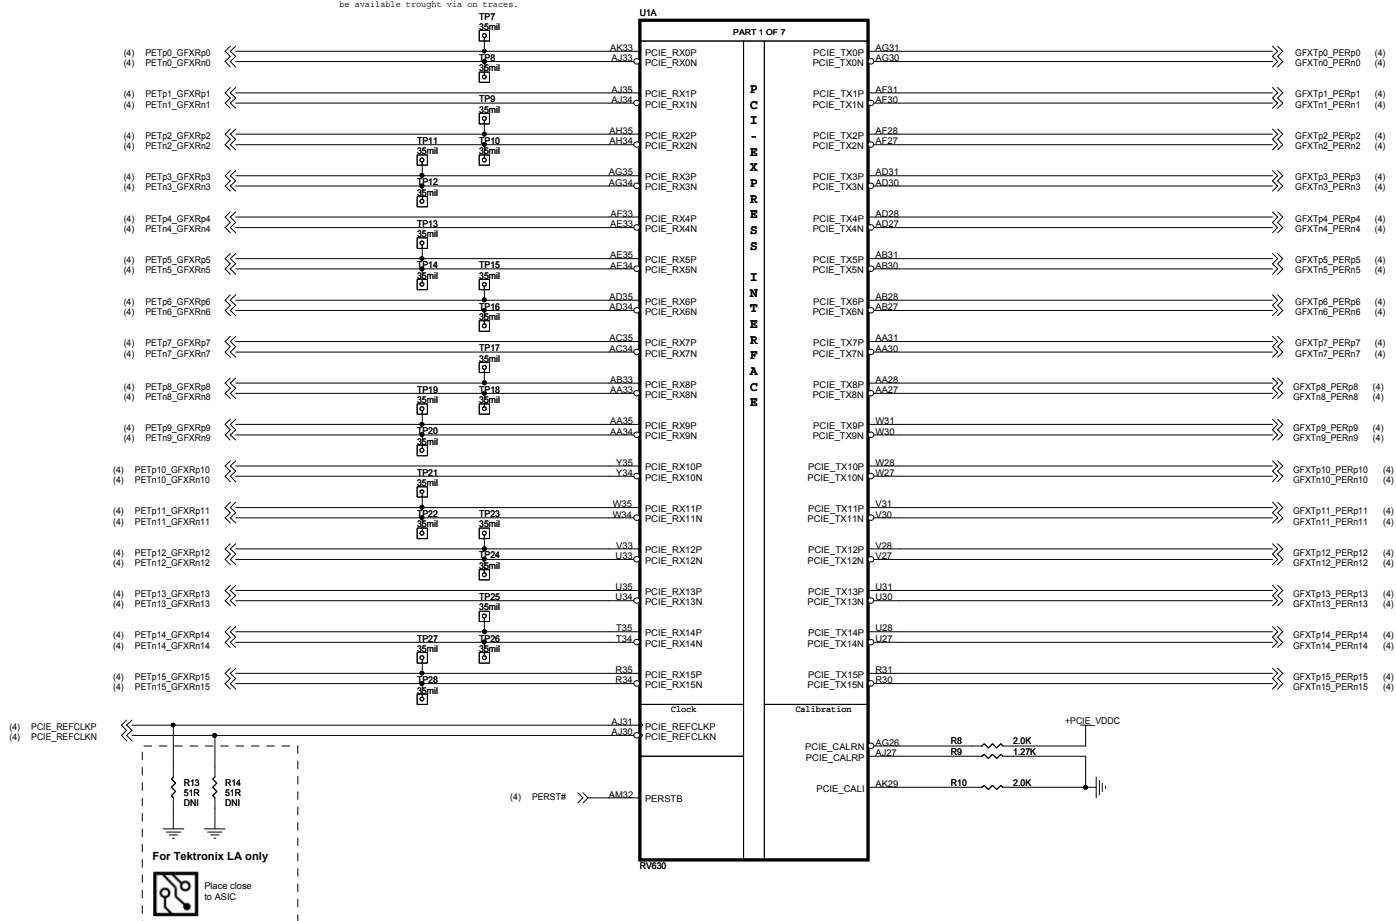 be available trought via on traces.
U1A
PART 1 OF 7
TP7
35mil
(4) PETp0_GFXRp0 AK33 PCIE_RX0P PCIE_TX0P AG31 GFXTp0_PERp0 (4)
(4) PETn0_GFXRn0 AJ33 PCIE_RX0N PCIE_TX0N AG30 GFXTn0_PERn0 (4)
TP8
35mil
(4) PETp1_GFXRp1 AJ35 PCIE_RX1P PCIE_TX1P AF31 GFXTp1_PERp1 (4)
(4) PETn1_GFXRn1 AJ34 PCIE_RX1N PCIE_TX1N AF30 GFXTn1_PERn1 (4)
TP9
35mil
(4) PETp2_GFXRp2 AH35 PCIE_RX2P PCIE_TX2P AF28 GFXTp2_PERp2 (4)
(4) PETn2_GFXRn2 AH34 PCIE_RX2N PCIE_TX2N AF27 GFXTn2_PERn2 (4)
TP11 TP10
35mil 35mil
(4) PETp3_GFXRp3 AG35 PCIE_RX3P PCIE_TX3P AD31 GFXTp3_PERp3 (4)
(4) PETn3_GFXRn3 AG34 PCIE_RX3N PCIE_TX3N AD30 GFXTn3_PERn3 (4)
TP12
35mil
(4) PETp4_GFXRp4 AF33 PCIE_RX4P PCIE_TX4P AD28 GFXTp4_PERp4 (4)
(4) PETn4_GFXRn4 AE33 PCIE_RX4N PCIE_TX4N AD27 GFXTn4_PERn4 (4)
TP13
35mil
(4) PETp5_GFXRp5 AE35 PCIE_RX5P PCIE_TX5P AB31 GFXTp5_PERp5 (4)
(4) PETn5_GFXRn5 AE34 PCIE_RX5N PCIE_TX5N AB30 GFXTn5_PERn5 (4)
TP14 TP15
35mil 35mil
(4) PETp6_GFXRp6 AD35 PCIE_RX6P PCIE_TX6P AB28 GFXTp6_PERp6 (4)
(4) PETn6_GFXRn6 AD34 PCIE_RX6N PCIE_TX6N AB27 GFXTn6_PERn6 (4)
TP16
35mil
(4) PETp7_GFXRp7 AC35 PCIE_RX7P PCIE_TX7P AA31 GFXTp7_PERp7 (4)
(4) PETn7_GFXRn7 AC34 PCIE_RX7N PCIE_TX7N AA30 GFXTn7_PERn7 (4)
TP17
35mil
(4) PETp8_GFXRp8 AB33 PCIE_RX8P PCIE_TX8P AA28 GFXTp8_PERp8 (4)
(4) PETn8_GFXRn8 AA33 PCIE_RX8N PCIE_TX8N AA27 GFXTn8_PERn8 (4)
TP19 TP18
35mil 35mil
(4) PETp9_GFXRp9 AA35 PCIE_RX9P PCIE_TX9P W31 GFXTp9_PERp9 (4)
(4) PETn9_GFXRn9 AA34 PCIE_RX9N PCIE_TX9N W30 GFXTn9_PERn9 (4)
TP20
35mil
(4) PETp10_GFXRp10 Y35 PCIE_RX10P PCIE_TX10P W28 GFXTp10_PERp10 (4)
(4) PETn10_GFXRn10 Y34 PCIE_RX10N PCIE_TX10N W27 GFXTn10_PERn10 (4)
TP21
35mil
(4) PETp11_GFXRp11 W35 PCIE_RX11P PCIE_TX11P V31 GFXTp11_PERp11 (4)
(4) PETn11_GFXRn11 W34 PCIE_RX11N PCIE_TX11N V30 GFXTn11_PERn11 (4)
TP22 TP23
35mil 35mil
(4) PETp12_GFXRp12 V33 PCIE_RX12P PCIE_TX12P V28 GFXTp12_PERp12 (4)
(4) PETn12_GFXRn12 U33 PCIE_RX12N PCIE_TX12N V27 GFXTn12_PERn12 (4)
TP24
35mil
(4) PETp13_GFXRp13 U35 PCIE_RX13P PCIE_TX13P U31 GFXTp13_PERp13 (4)
(4) PETn13_GFXRn13 U34 PCIE_RX13N PCIE_TX13N U30 GFXTn13_PERn13 (4)
TP25
35mil
(4) PETp14_GFXRp14 T35 PCIE_RX14P PCIE_TX14P U28 GFXTp14_PERp14 (4)
(4) PETn14_GFXRn14 T34 PCIE_RX14N PCIE_TX14N U27 GFXTn14_PERn14 (4)
TP27 TP26
35mil 35mil
(4) PETp15_GFXRp15 R35 PCIE_RX15P PCIE_TX15P R31 GFXTp15_PERp15 (4)
(4) PETn15_GFXRn15 R34 PCIE_RX15N PCIE_TX15N R30 GFXTn15_PERn15 (4)
TP28
35mil
PCI-EXPRESS INTERFACE
Clock Calibration
(4) PCIE_REFCLKP AJ31 PCIE_REFCLKP
(4) PCIE_REFCLKN AJ30 PCIE_REFCLKN
+PCIE_VDDC
PCIE_CALRN AG26 R8 2.0K
PCIE_CALRP AJ27 R9 1.27K
PCIE_CALI AK29 R10 2.0K
R13 R14
51R 51R
DNI DNI
(4) PERST# AM32 PERSTB
For Tektronix LA only
Place close
to ASIC
RV630